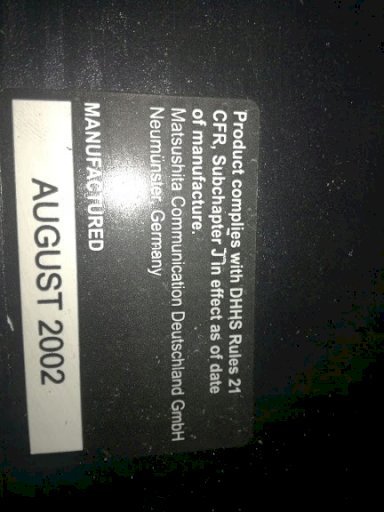 Product complies with DHHS Rules 21
CFR, Subchapter J in effect as of date
of manufacture.
Matsushita Communication Deutschland GmbH
Neumünster, Germany
MANUFACTURED
AUGUST 2002